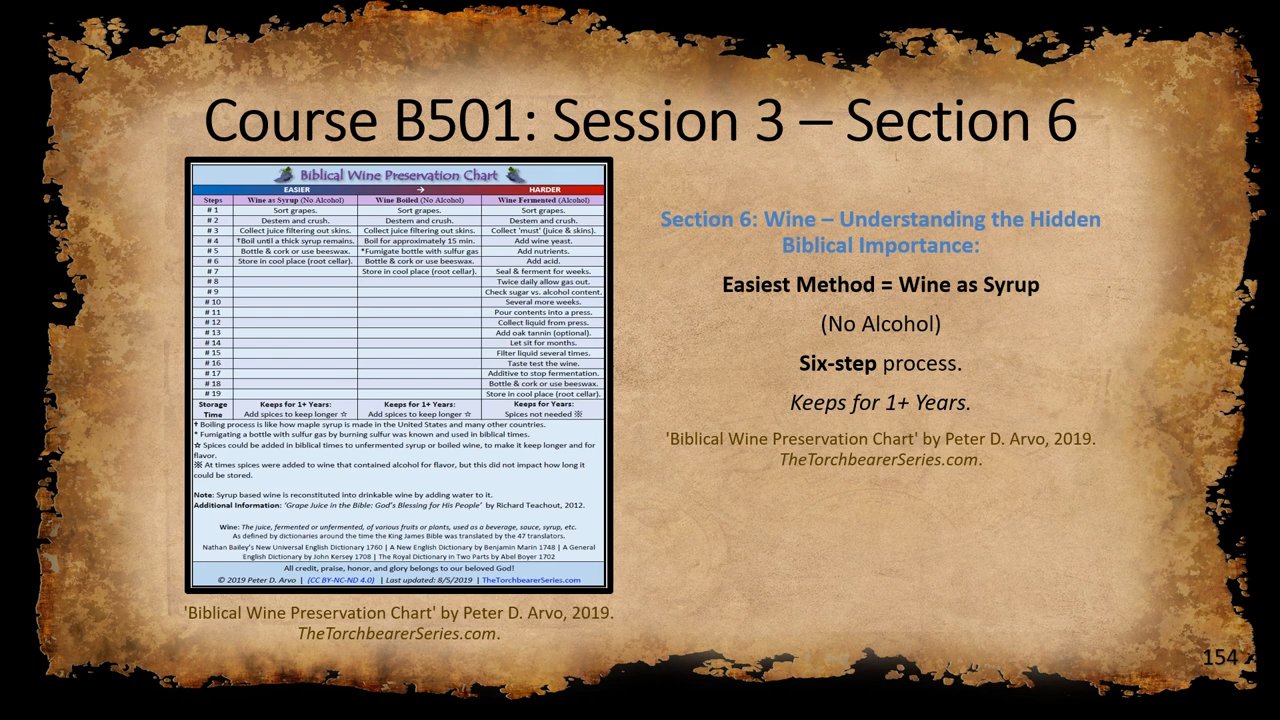 Course B501: Session 3 – Section 6
Biblical Wine Preservation Chart
EASIER → HARDER
Steps Wine as Syrup (No Alcohol) Wine Boiled (No Alcohol) Wine Fermented (Alcohol)
# 1 Sort grapes. Sort grapes. Sort grapes.
# 2 Destem and crush. Destem and crush. Destem and crush.
# 3 Collect juice filtering out skins. Collect juice filtering out skins. Collect 'must' (juice & skins).
# 4 †Boil until a thick syrup remains. Boil for approximately 15 min. Add wine yeast.
# 5 Bottle & cork or use beeswax. *Fumigate bottle with sulfur gas Add nutrients.
# 6 Store in cool place (root cellar). Bottle & cork or use beeswax. Add acid.
# 7 Store in cool place (root cellar). Seal & ferment for weeks.
# 8 Twice daily allow gas out.
# 9 Check sugar vs. alcohol content.
# 10 Several more weeks.
# 11 Pour contents into a press.
# 12 Collect liquid from press.
# 13 Add oak tannin (optional).
# 14 Let sit for months.
# 15 Filter liquid several times.
# 16 Taste test the wine.
# 17 Additive to stop fermentation.
# 18 Bottle & cork or use beeswax.
# 19 Store in cool place (root cellar).
Storage Keeps for 1+ Years: Keeps for 1+ Years: Keeps for Years:
Time Add spices to keep longer ☆ Add spices to keep longer ☆ Spices not needed ※
† Boiling process is like how maple syrup is made in the United States and many other countries.
* Fumigating a bottle with sulfur gas by burning sulfur was known and used in biblical times.
☆ Spices could be added in biblical times to unfermented syrup or boiled wine, to make it keep longer and for
flavor.
※ At times spices were added to wine that contained alcohol for flavor, but this did not impact how long it
could be stored.
Note: Syrup based wine is reconstituted into drinkable wine by adding water to it.
Additional Information: 'Grape Juice in the Bible: God's Blessing for His People' by Richard Teachout, 2012.
Wine: The juice, fermented or unfermented, of various fruits or plants, used as a beverage, sauce, syrup, etc.
As defined by dictionaries around the time the King James Bible was translated by the 47 translators.
Nathan Bailey's New Universal English Dictionary 1760 | A New English Dictionary by Benjamin Marin 1748 | A General
English Dictionary by John Kersey 1708 | The Royal Dictionary in Two Parts by Abel Boyer 1702
All credit, praise, honor, and glory belongs to our beloved God!
© 2019 Peter D. Arvo | (CC BY-NC-ND 4.0) | Last updated: 8/5/2019 | TheTorchbearerSeries.com
'Biblical Wine Preservation Chart' by Peter D. Arvo, 2019.
TheTorchbearerSeries.com.
Section 6: Wine – Understanding the Hidden
Biblical Importance:
Easiest Method = Wine as Syrup
(No Alcohol)
Six-step process.
Keeps for 1+ Years.
'Biblical Wine Preservation Chart' by Peter D. Arvo, 2019.
TheTorchbearerSeries.com.
154